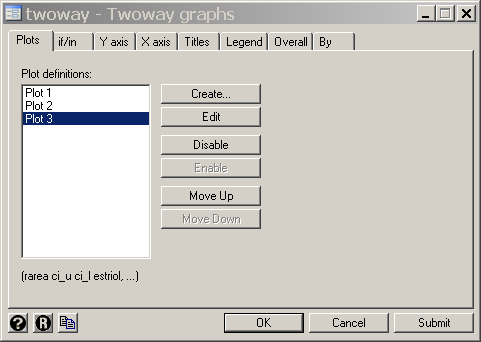 twoway - Twoway graphs
Plots if/in Y axis X axis Titles Legend Overall By
Plot definitions:
Plot 1
Plot 2
Plot 3
Create...
Edit
Disable
Enable
Move Up
Move Down
(rarea ci_u ci_l estriol, ...)
? R OK Cancel Submit